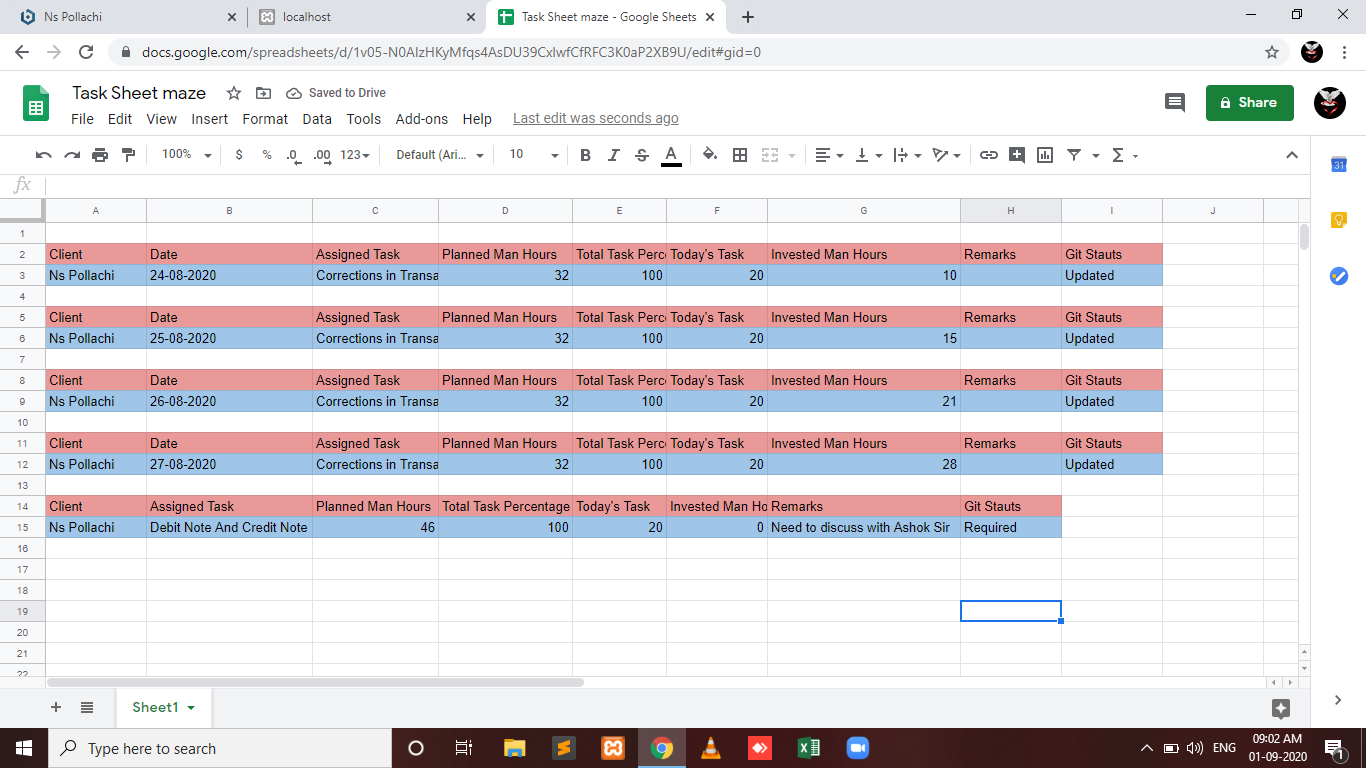 Ns Pollachi localhost Task Sheet maze - Google Sheets
docs.google.com/spreadsheets/d/1v05-N0AlzHKyMfqs4AsDU39CxlwfCfRFC3K0aP2XB9U/edit#gid=0
Task Sheet maze Saved to Drive
Share
File Edit View Insert Format Data Tools Add-ons Help Last edit was seconds ago
100% $ % .0 .00 123 Default (Ari... 10 B I S A
31
fx
A B C D E F G H I J
1
2 Client Date Assigned Task Planned Man Hours Total Task Perc Today's Task Invested Man Hours Remarks Git Stauts
3 Ns Pollachi 24-08-2020 Corrections in Transa 32 100 20 10 Updated
4
5 Client Date Assigned Task Planned Man Hours Total Task Perc Today's Task Invested Man Hours Remarks Git Stauts
6 Ns Pollachi 25-08-2020 Corrections in Transa 32 100 20 15 Updated
7
8 Client Date Assigned Task Planned Man Hours Total Task Perc Today's Task Invested Man Hours Remarks Git Stauts
9 Ns Pollachi 26-08-2020 Corrections in Transa 32 100 20 21 Updated
10
11 Client Date Assigned Task Planned Man Hours Total Task Perc Today's Task Invested Man Hours Remarks Git Stauts
12 Ns Pollachi 27-08-2020 Corrections in Transa 32 100 20 28 Updated
13
14 Client Assigned Task Planned Man Hours Total Task Percentage Today's Task Invested Man Ho Remarks Git Stauts
15 Ns Pollachi Debit Note And Credit Note 46 100 20 0 Need to discuss with Ashok Sir Required
16
17
18
19
20
21
22
Sheet1
Type here to search
ENG
09:02 AM
01-09-2020
1